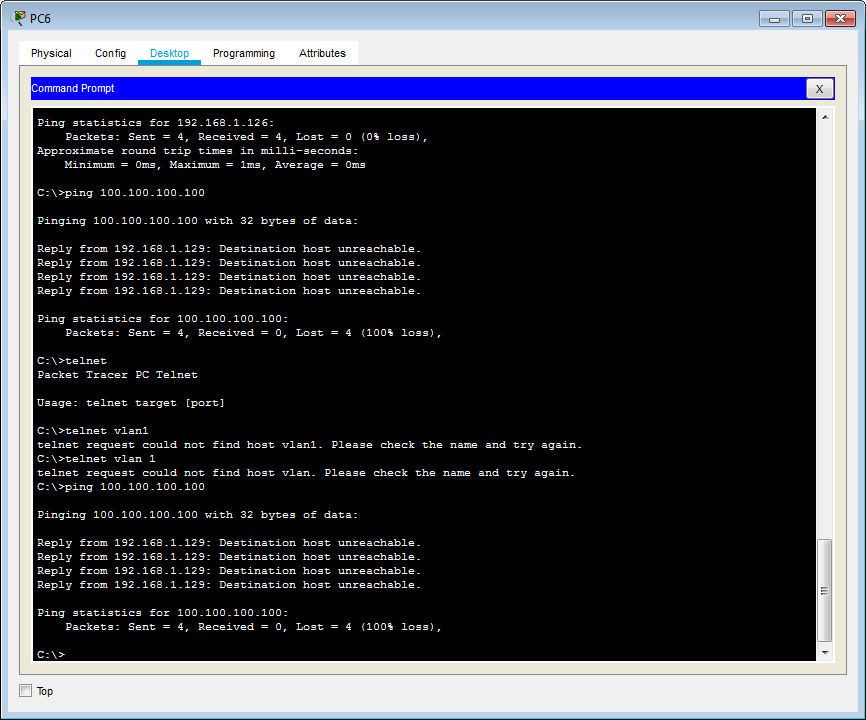 PC6
Physical Config Desktop Programming Attributes
Command Prompt
X
Ping statistics for 192.168.1.126:
Packets: Sent = 4, Received = 4, Lost = 0 (0% loss),
Approximate round trip times in milli-seconds:
Minimum = 0ms, Maximum = 1ms, Average = 0ms
C:\>ping 100.100.100.100
Pinging 100.100.100.100 with 32 bytes of data:
Reply from 192.168.1.129: Destination host unreachable.
Reply from 192.168.1.129: Destination host unreachable.
Reply from 192.168.1.129: Destination host unreachable.
Reply from 192.168.1.129: Destination host unreachable.
Ping statistics for 100.100.100.100:
Packets: Sent = 4, Received = 0, Lost = 4 (100% loss),
C:\>telnet
Packet Tracer PC Telnet
Usage: telnet target [port]
C:\>telnet vlan1
telnet request could not find host vlan1. Please check the name and try again.
C:\>telnet vlan 1
telnet request could not find host vlan. Please check the name and try again.
C:\>ping 100.100.100.100
Pinging 100.100.100.100 with 32 bytes of data:
Reply from 192.168.1.129: Destination host unreachable.
Reply from 192.168.1.129: Destination host unreachable.
Reply from 192.168.1.129: Destination host unreachable.
Reply from 192.168.1.129: Destination host unreachable.
Ping statistics for 100.100.100.100:
Packets: Sent = 4, Received = 0, Lost = 4 (100% loss),
C:\>
Top